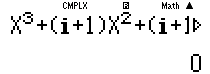 CMPLX R Math ▲
X³+(i+1)X²+(i+1▷
0